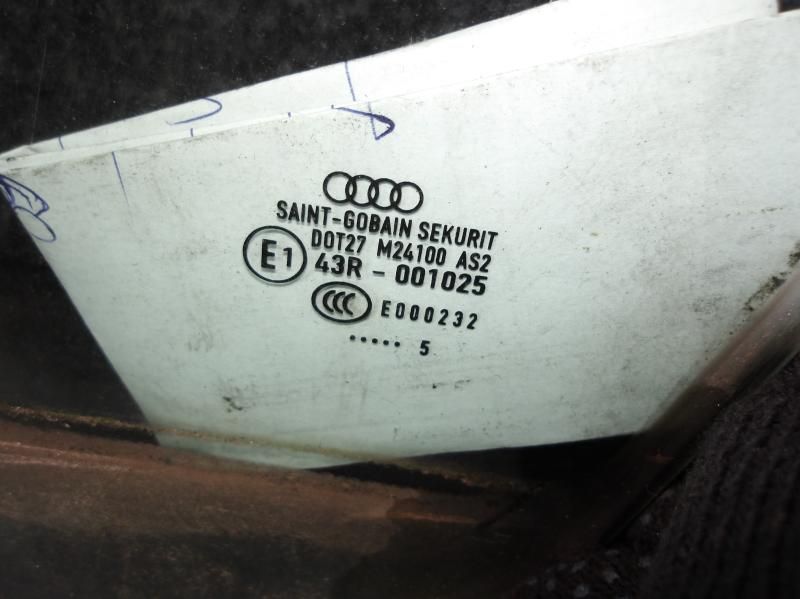 SAINT-GOBAIN SEKURIT
DOT27 M24100 AS2
E1 43R - 001025
CCC E000232
..... 5